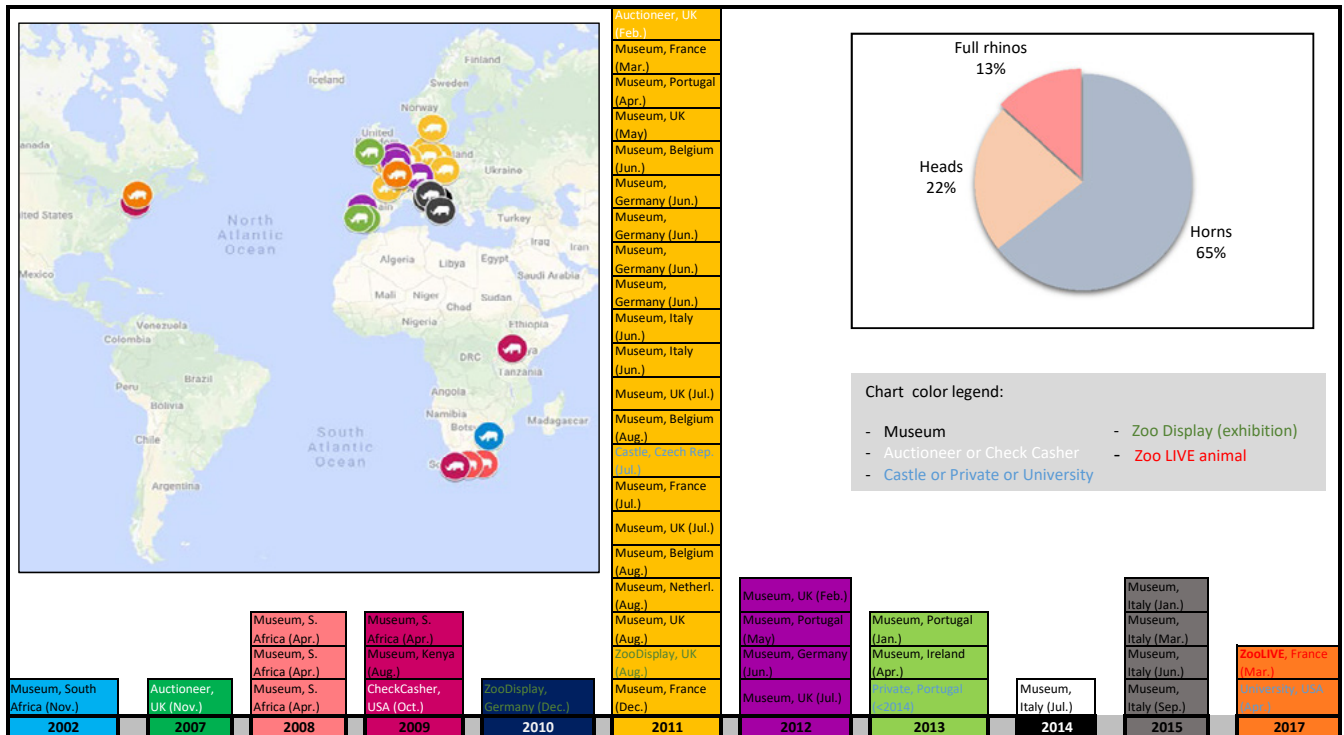 Auctioneer, UK
(Feb.)
Museum, France
(Mar.)
Museum, Portugal
(Apr.)
Museum, UK
(May)
Museum, Belgium
(Jun.)
Museum,
Germany (Jun.)
Museum,
Germany (Jun.)
Museum,
Germany (Jun.)
Museum,
Germany (Jun.)
Museum, Italy
(Jun.)
Museum, Italy
(Jun.)
Museum, UK (Jul.)
Museum, Belgium
(Aug.)
Castle, Czech Rep.
(Jul.)
Museum, France
(Jul.)
Museum, UK (Jul.)
Museum, Belgium
(Aug.)
Museum, Netherl.
(Aug.)
Museum, UK
(Aug.)
ZooDisplay, UK
(Aug.)
Museum, France
(Dec.)
Iceland
Finland
Sweden
Norway
United
Ukraine
anada
ited States
North
Atlantic
Ocean
Turkey
Iraq
Iran
Algeria
Libya
Egypt
Saudi Arabia
Mexico
Mali
Niger
Chad
Sudan
Nigeria
Ethiopia
Venezuela
Colombia
DRC
Tanzania
Peru
Brazil
Angola
Bolivia
Namibia
Madagascar
Chile
South
Atlantic
Ocean
Argentina
Full rhinos
13%
Heads
22%
Horns
65%
Chart color legend:
- Museum
- Auctioneer or Check Casher
- Castle or Private or University
- Zoo Display (exhibition)
- Zoo LIVE animal
Museum, South
Africa (Nov.)
Auctioneer,
UK (Nov.)
Museum, S.
Africa (Apr.)
Museum, S.
Africa (Apr.)
Museum, S.
Africa (Apr.)
Museum, S.
Africa (Apr.)
Museum, Kenya
(Aug.)
CheckCasher,
USA (Oct.)
ZooDisplay,
Germany (Dec.)
Museum, UK (Feb.)
Museum, Portugal
(May)
Museum, Germany
(Jun.)
Museum, UK (Jul.)
Museum, Portugal
(Jan.)
Museum, Ireland
(Apr.)
Private, Portugal
(<2014)
Museum,
Italy (Jul.)
Museum,
Italy (Jan.)
Museum,
Italy (Mar.)
Museum,
Italy (Jun.)
Museum,
Italy (Sep.)
ZooLIVE, France
(Mar.)
University, USA
(Apr.)
2002 2007 2008 2009 2010 2011 2012 2013 2014 2015 2017